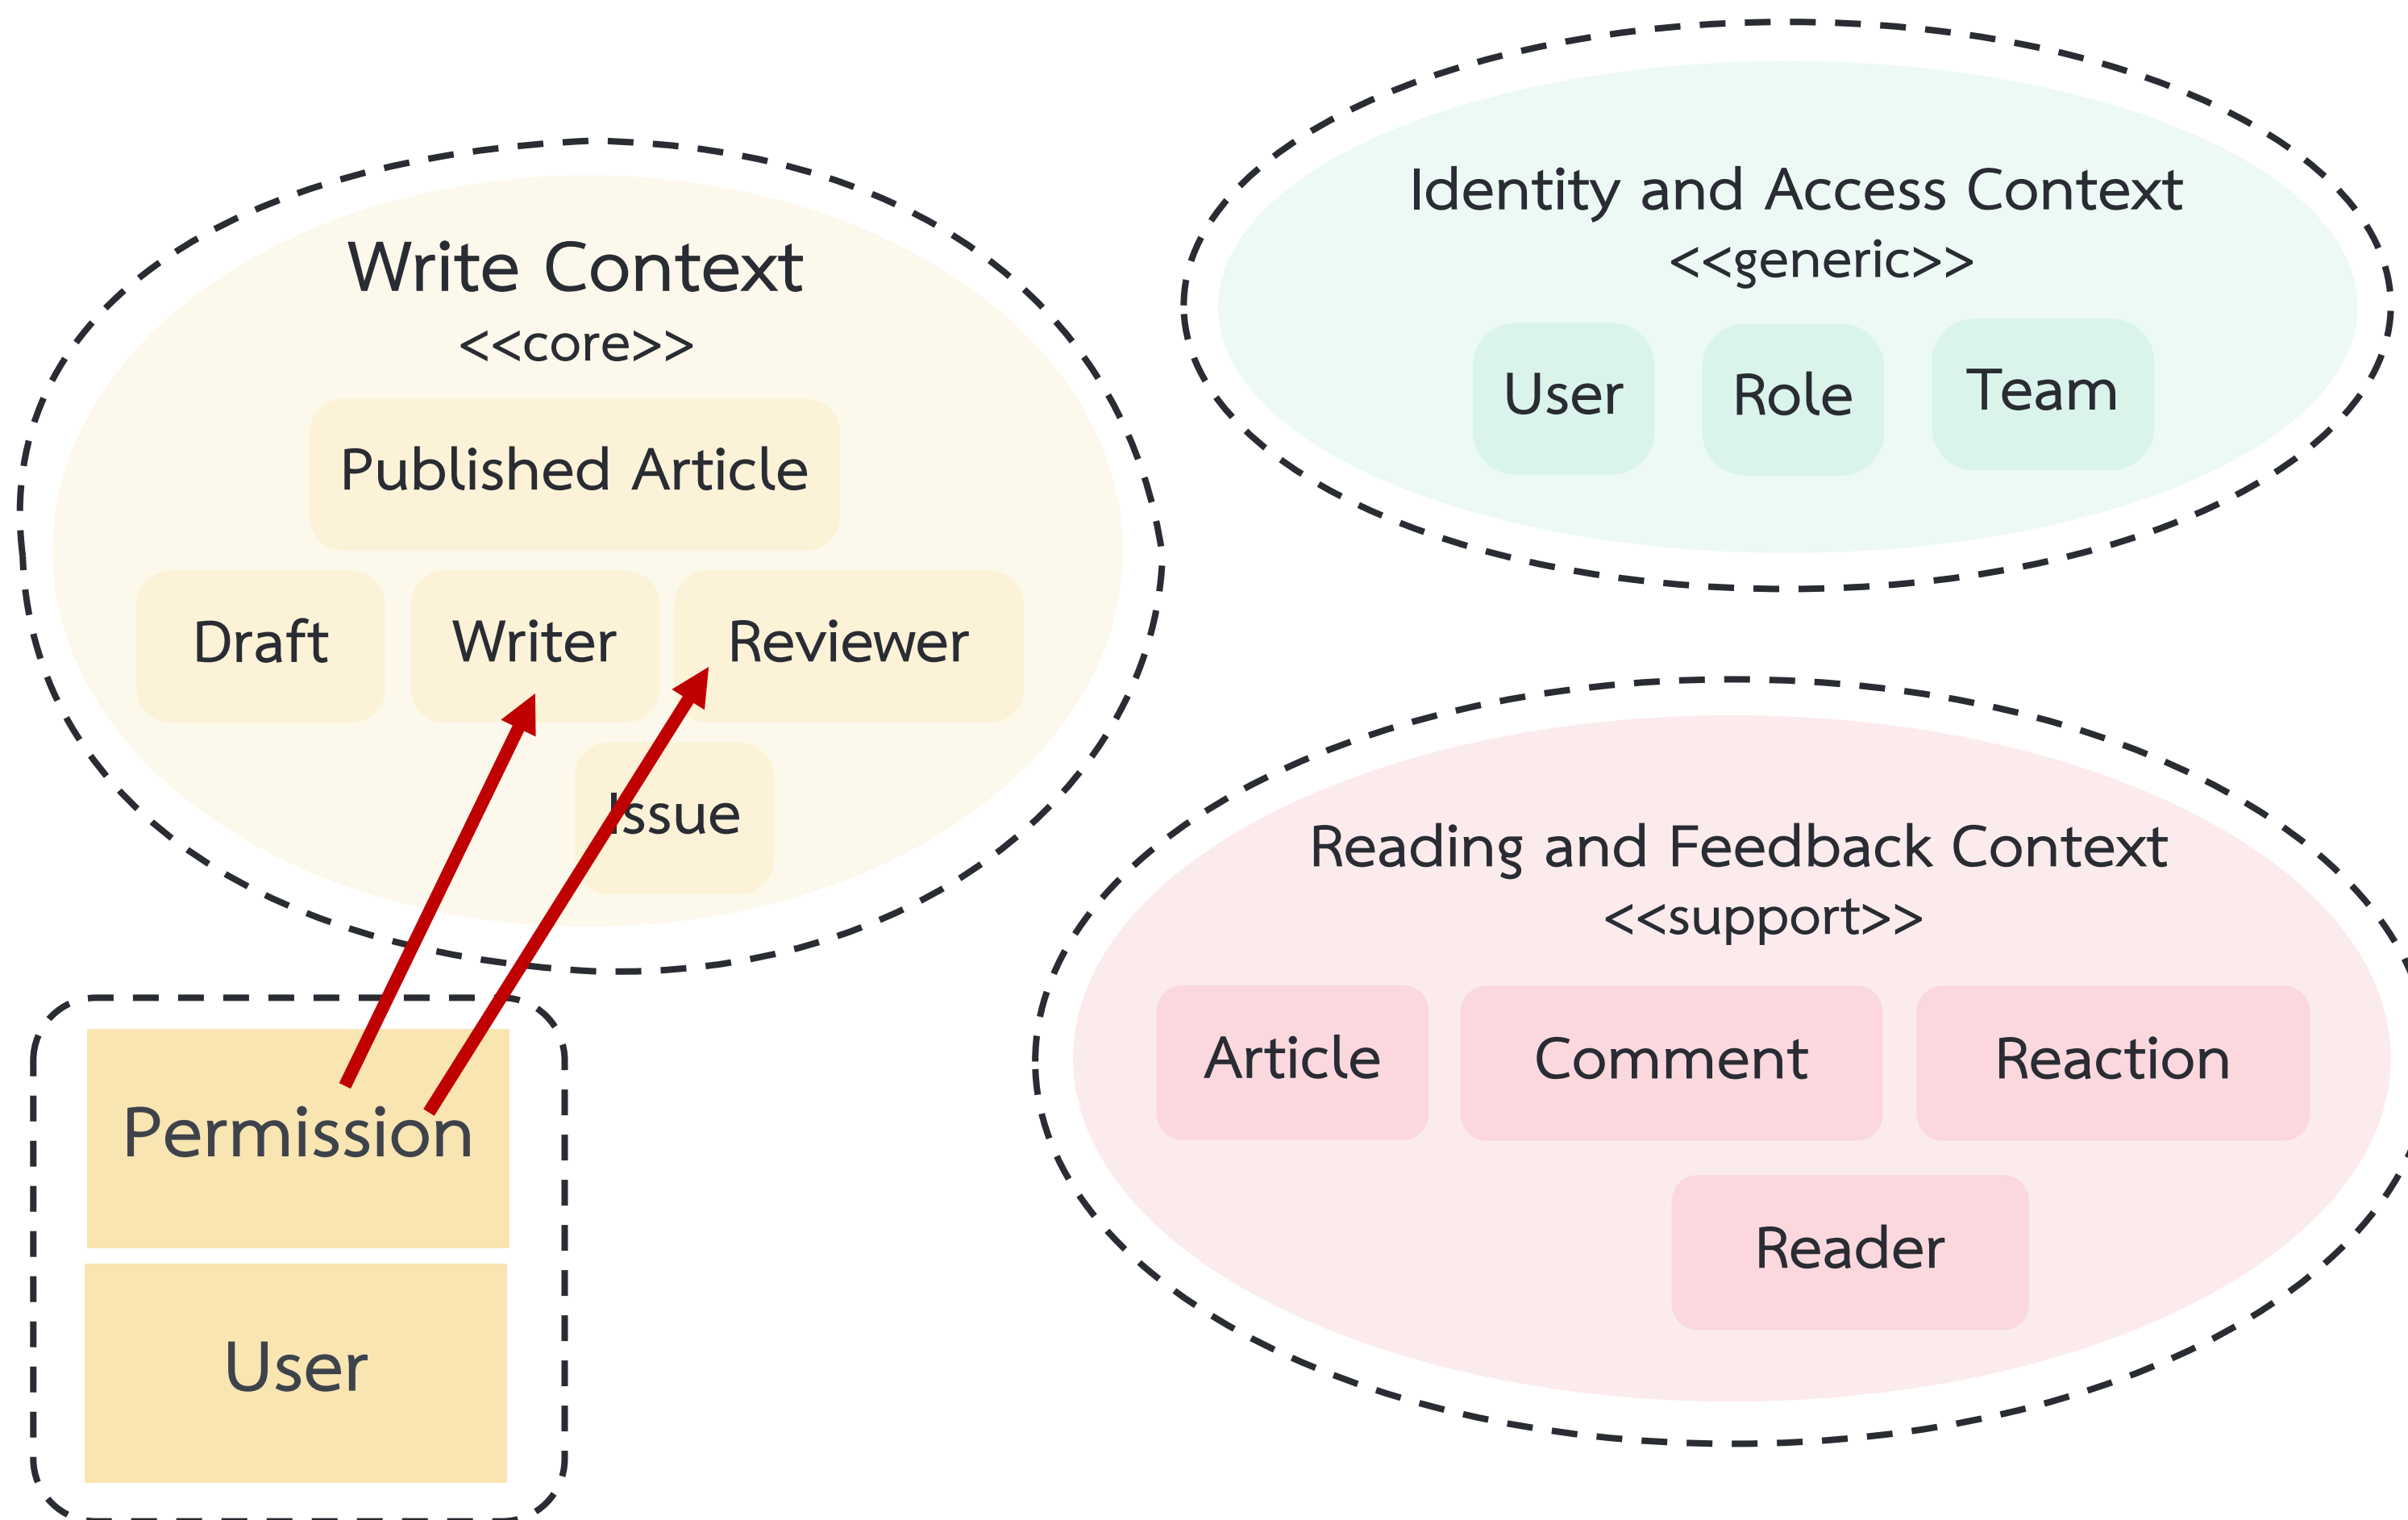 Write Context
<<core>>
Published Article
Draft
Writer
Reviewer
Issue
Permission
User
Identity and Access Context
<<generic>>
User
Role
Team
Reading and Feedback Context
<<support>>
Article
Comment
Reaction
Reader